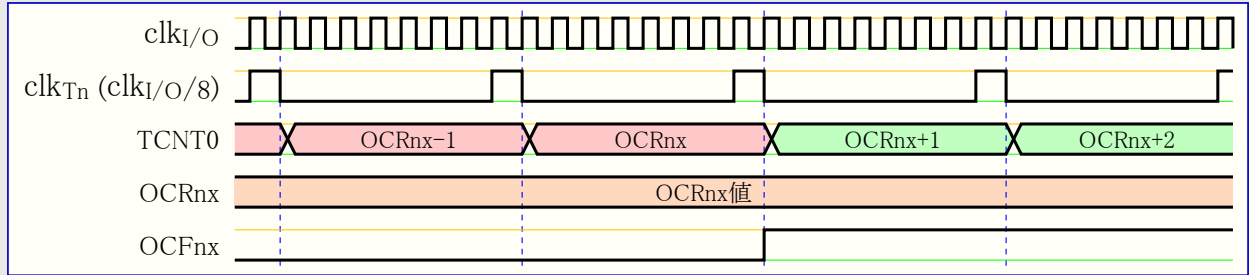 clkI/O
clkTn (clkI/O/8)
TCNT0 OCRnx-1 OCRnx OCRnx+1 OCRnx+2
OCRnx OCRnx値
OCFnx